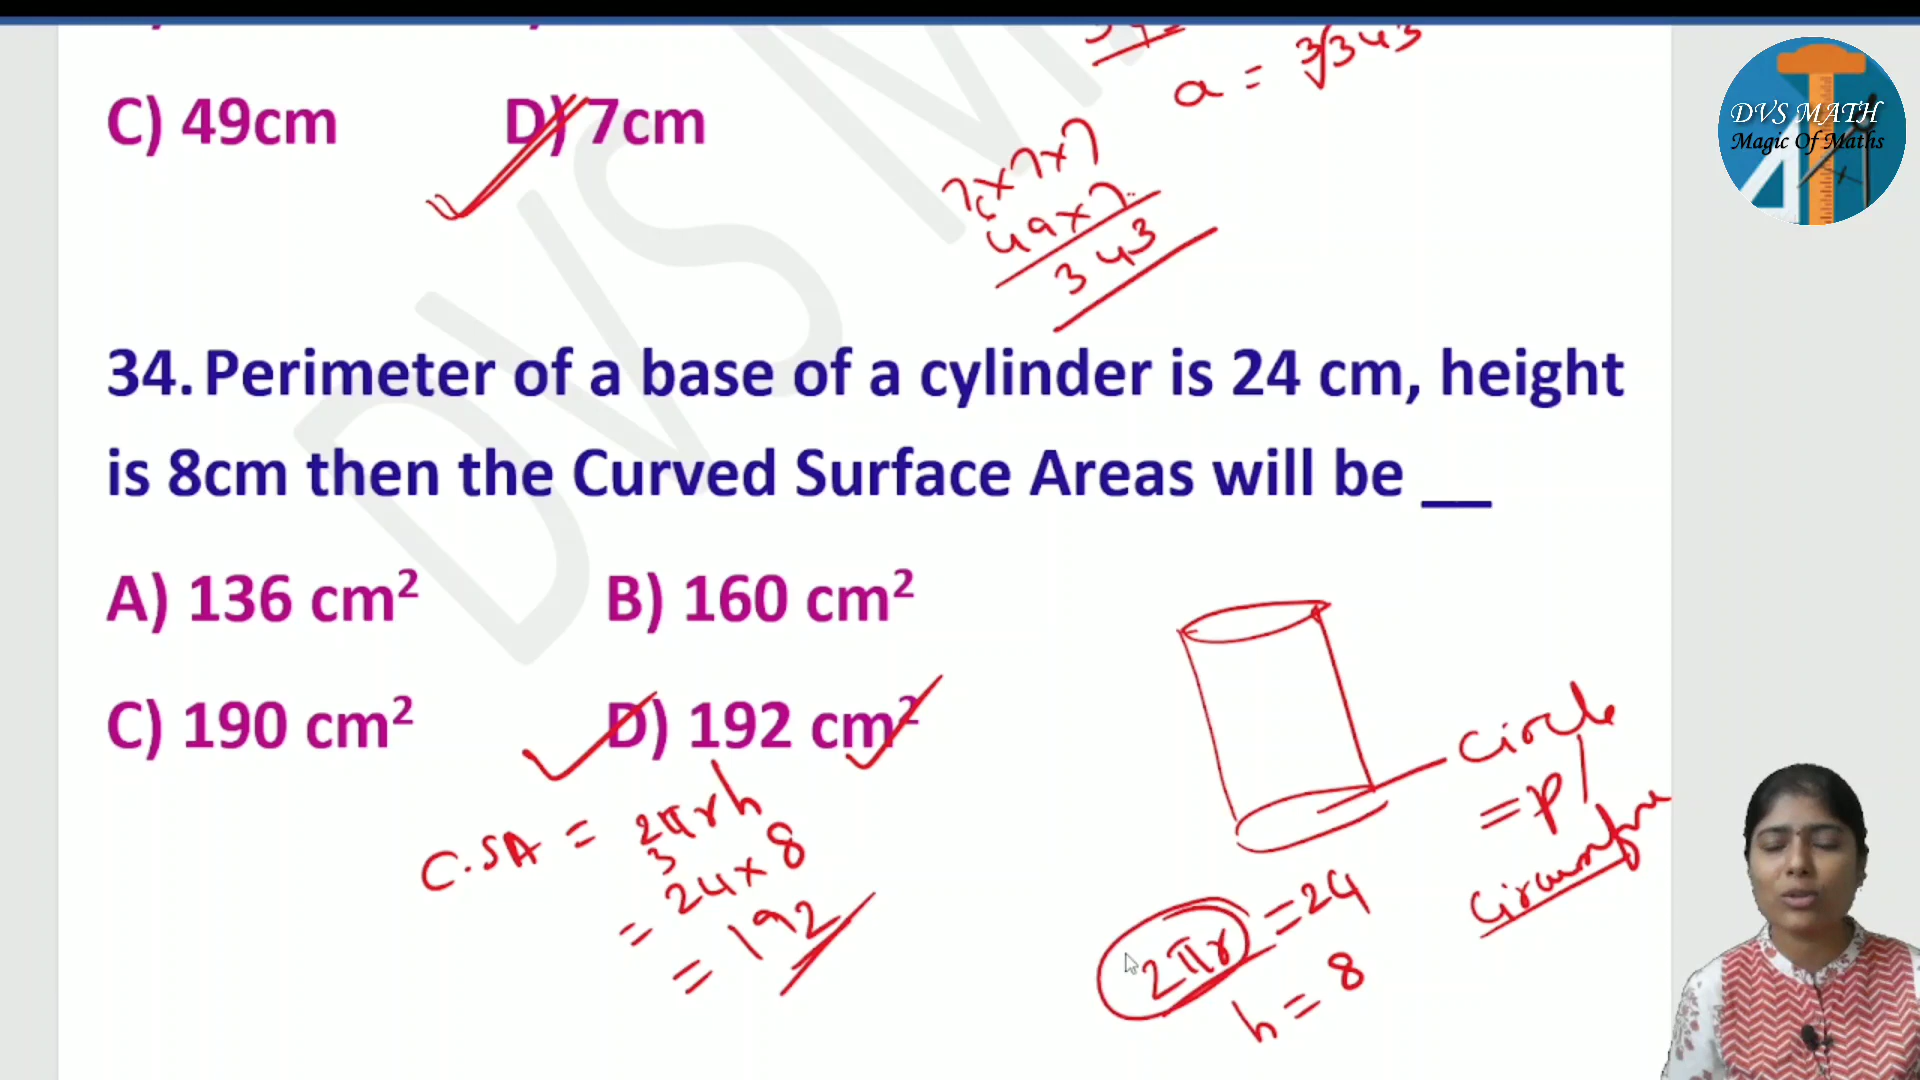 a = ∛343
C) 49cm D) 7cm
DVS MATH
Magic Of Maths
7×7×7
49×7
343
34. Perimeter of a base of a cylinder is 24 cm, height
is 8cm then the Curved Surface Areas will be __
A) 136 cm² B) 160 cm²
C) 190 cm² D) 192 cm²
circle
= P/
C.SA = 2πrh
3
= 24 × 8
= 192
2πr = 24
h = 8
DVS M